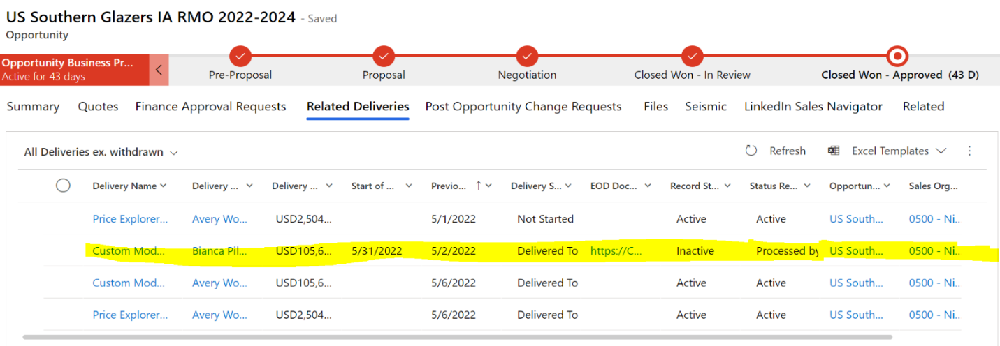 US Southern Glazers IA RMO 2022-2024 - Saved
Opportunity
Opportunity Business Pr...
Active for 43 days
Pre-Proposal Proposal Negotiation Closed Won - In Review Closed Won - Approved (43 D)
Summary Quotes Finance Approval Requests Related Deliveries Post Opportunity Change Requests Files Seismic LinkedIn Sales Navigator Related
All Deliveries ex. withdrawn Refresh Excel Templates
Delivery Name Delivery ... Delivery ... Start of ... Previo... Delivery S... EOD Doc... Record St... Status Re... Opportun... Sales Org...
Price Explorer... Avery Wo... USD2,504... 5/1/2022 Not Started Active Active US South... 0500 - Ni..
Custom Mod... Bianca Pil... USD105,6... 5/31/2022 5/2/2022 Delivered To https://C... Inactive Processed by US South... 0500 - Ni..
Custom Mod... Avery Wo... USD105,6... 5/6/2022 Delivered To Active Active US South... 0500 - Ni..
Price Explorer... Avery Wo... USD2,504... 5/6/2022 Delivered To Active Active US South... 0500 - Ni..